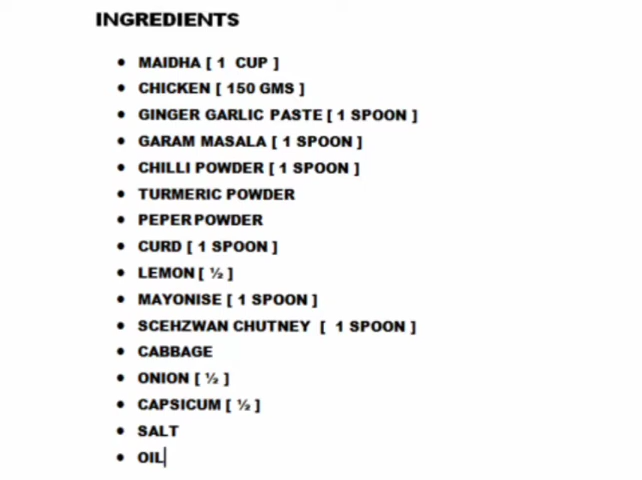 INGREDIENTS
• MAIDHA [ 1 CUP ]
• CHICKEN [ 150 GMS ]
• GINGER GARLIC PASTE [ 1 SPOON ]
• GARAM MASALA [ 1 SPOON ]
• CHILLI POWDER [ 1 SPOON ]
• TURMERIC POWDER
• PEPER POWDER
• CURD [ 1 SPOON ]
• LEMON [ ½ ]
• MAYONISE [ 1 SPOON ]
• SCEHZWAN CHUTNEY [ 1 SPOON ]
• CABBAGE
• ONION [ ½ ]
• CAPSICUM [ ½ ]
• SALT
• OIL